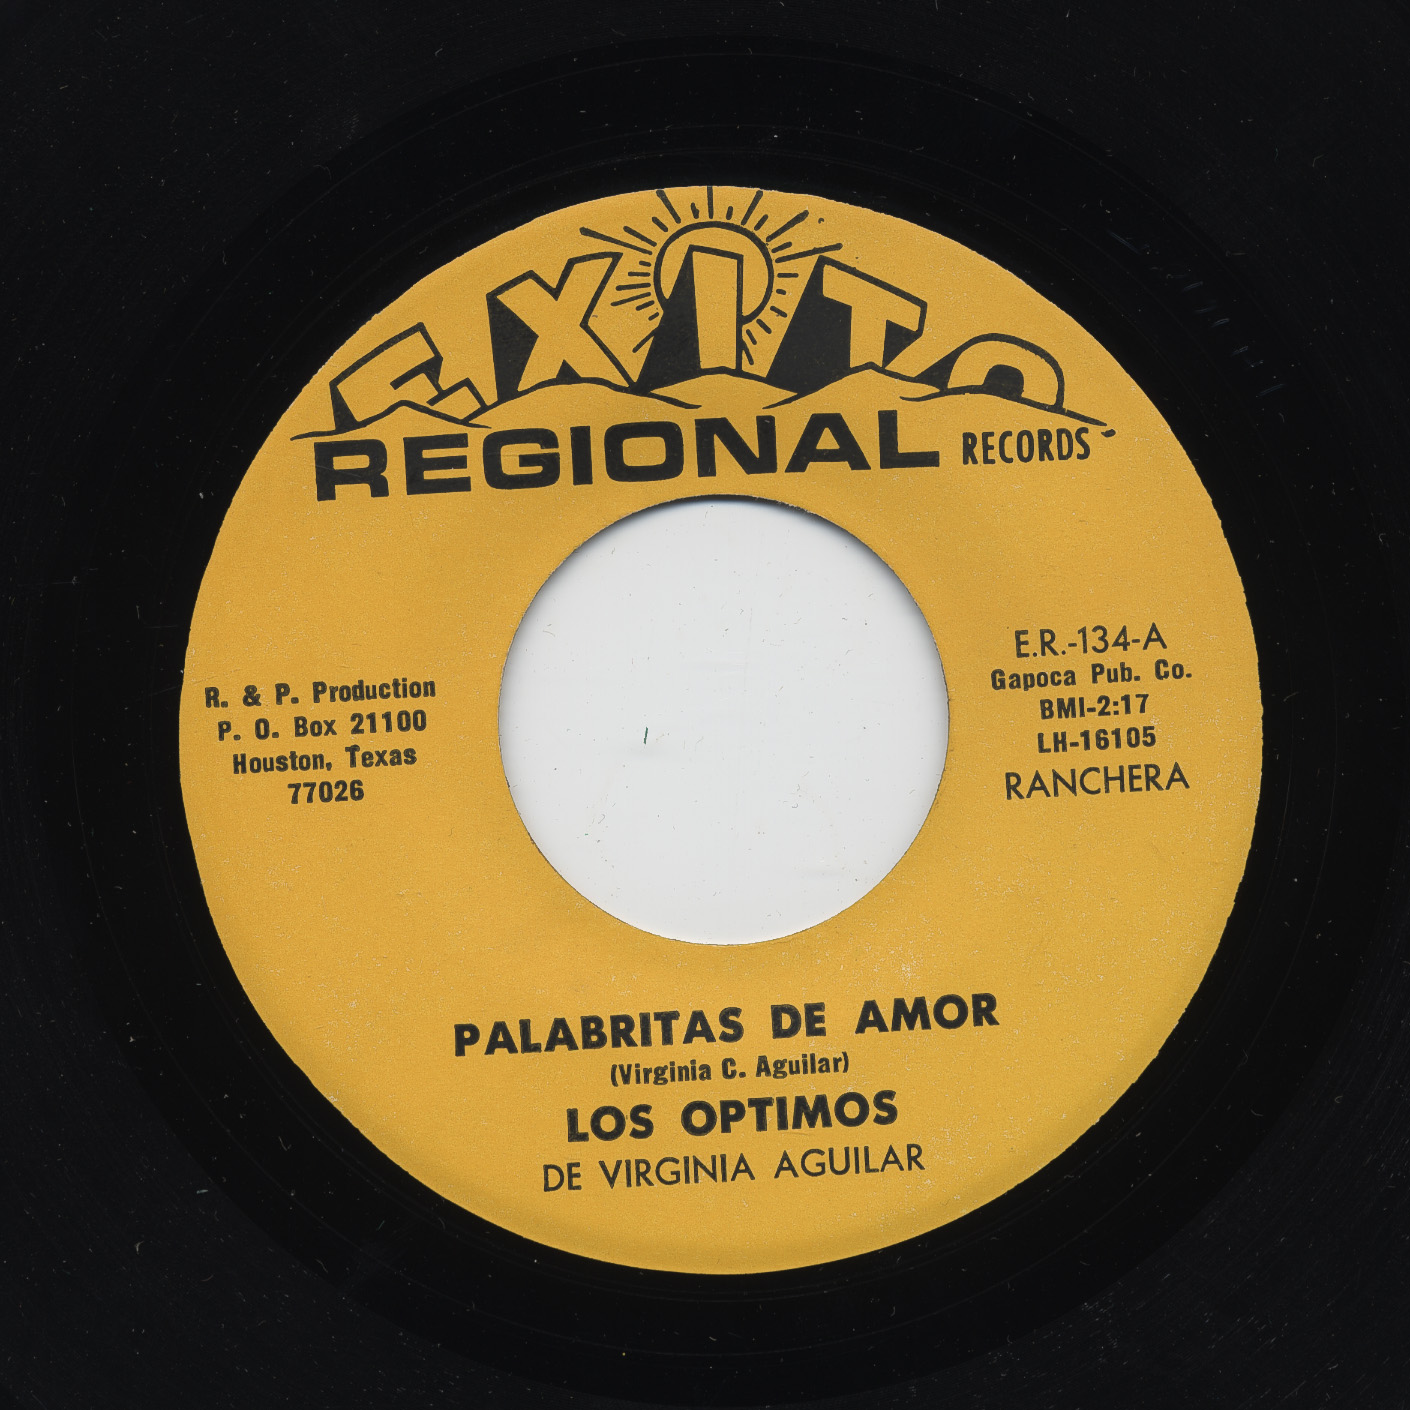 EXITO
REGIONAL RECORDS
R. & P. Production
P. O. Box 21100
Houston, Texas
77026
E.R.-134-A
Gapoca Pub. Co.
BMI-2:17
LH-16105
RANCHERA
PALABRITAS DE AMOR
(Virginia C. Aguilar)
LOS OPTIMOS
DE VIRGINIA AGUILAR